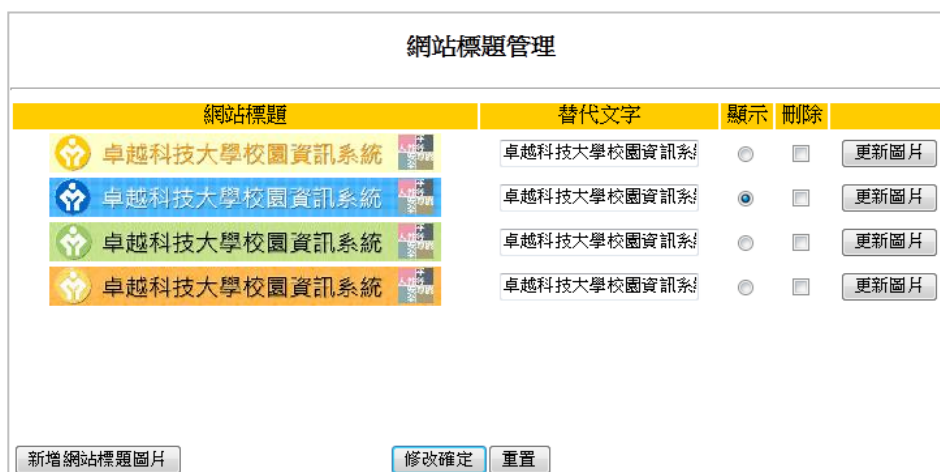 網站標題管理
網站標題 替代文字 顯示 刪除
卓越科技大學校園資訊系統 卓越科技大學校園資訊系 更新圖片
卓越科技大學校園資訊系統 卓越科技大學校園資訊系 更新圖片
卓越科技大學校園資訊系統 卓越科技大學校園資訊系 更新圖片
卓越科技大學校園資訊系統 卓越科技大學校園資訊系 更新圖片
新增網站標題圖片 修改確定 重置